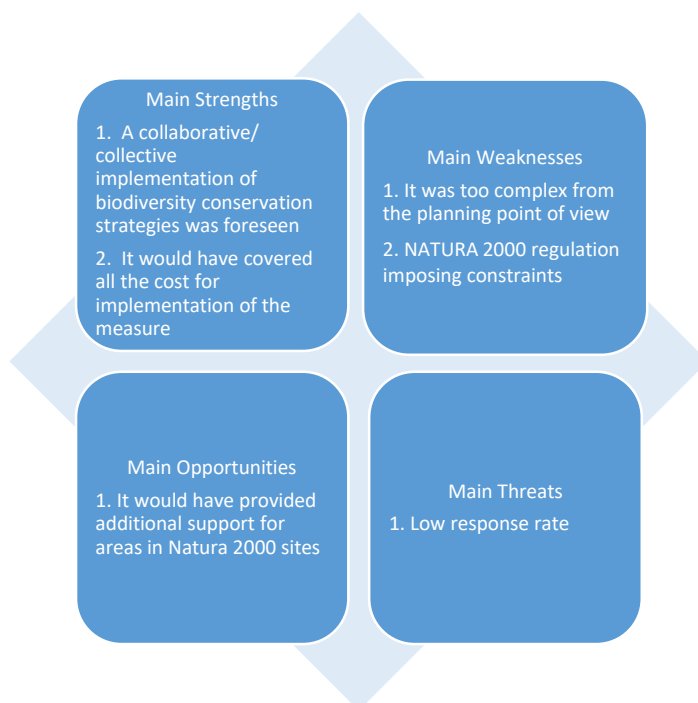 Main Strengths
1. A collaborative/
collective
implementation of
biodiversity conservation
strategies was foreseen
2. It would have covered
all the cost for
implementation of the
measure
Main Weaknesses
1. It was too complex from
the planning point of view
2. NATURA 2000 regulation
imposing constraints
Main Opportunities
1. It would have provided
additional support for
areas in Natura 2000 sites
Main Threats
1. Low response rate